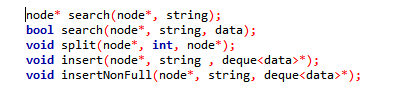 node* search(node*, string);
bool search(node*, string, data);
void split(node*, int, node*);
void insert(node*, string , deque<data>*);
void insertNonFull(node*, string, deque<data>*);